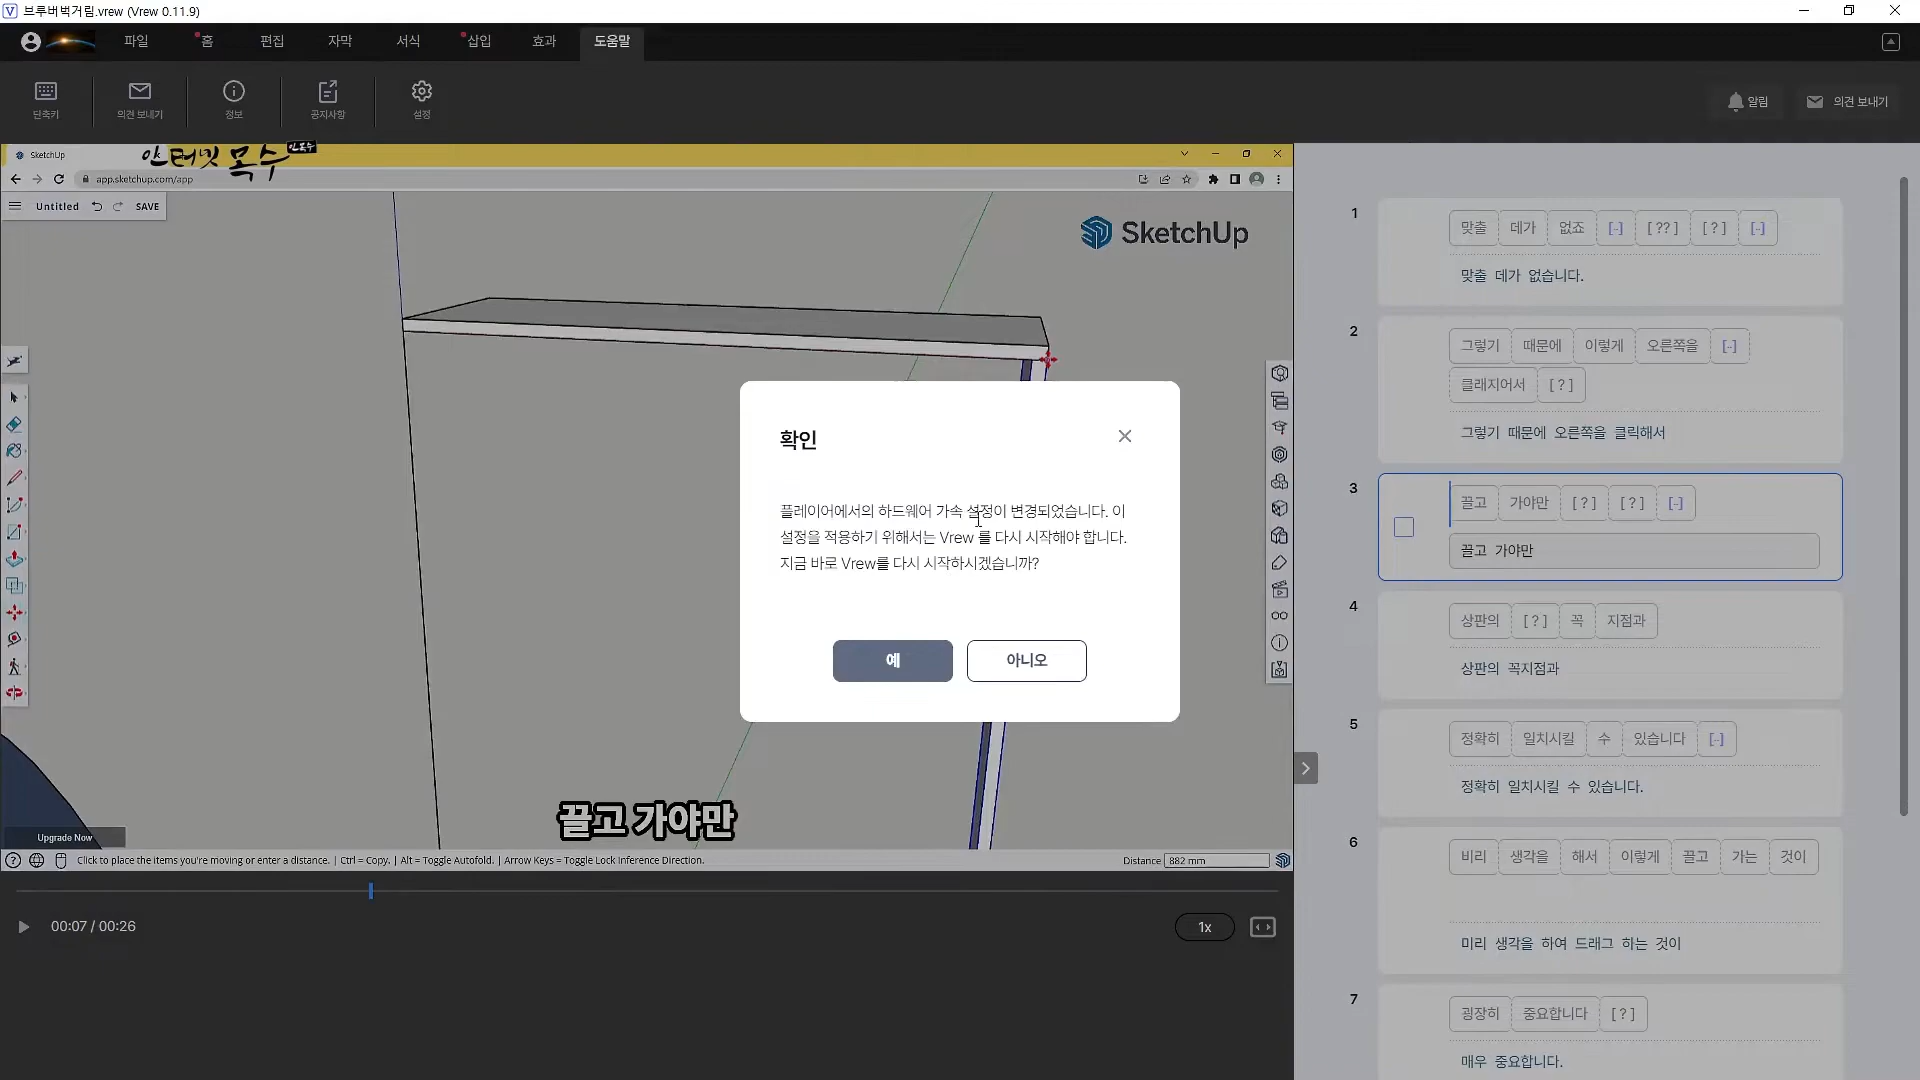 브루버벅거림.vrew (Vrew 0.11.9)
파일 홈 편집 자막 서식 삽입 효과 도움말
단축키 의견 보내기 정보 공지사항 설정
알림 의견 보내기
SketchUp
인터넷 목수
app.sketchup.com/app
Untitled SAVE
SketchUp
확인
플레이어에서의 하드웨어 가속 설정이 변경되었습니다. 이
설정을 적용하기 위해서는 Vrew 를 다시 시작해야 합니다.
지금 바로 Vrew를 다시 시작하시겠습니까?
예 아니오
끌고 가야만
Upgrade Now
Click to place the items you're moving or enter a distance. | Ctrl = Copy. | Alt = Toggle Autofold. | Arrow Keys = Toggle Lock Inference Direction.
Distance 882 mm
00:07 / 00:26
1x
1
맞출 데가 없죠 [··] [??] [?] [··]
맞출 데가 없습니다.
2
그렇기 때문에 이렇게 오른쪽을 [··]
클래지어서 [?]
그렇기 때문에 오른쪽을 클릭해서
3
끌고 가야만 [?] [?] [··]
끌고 가야만
4
상판의 [?] 꼭 지점과
상판의 꼭지점과
5
정확히 일치시킬 수 있습니다 [··]
정확히 일치시킬 수 있습니다.
6
비리 생각을 해서 이렇게 끌고 가는 것이
미리 생각을 하여 드래그 하는 것이
7
굉장히 중요합니다 [?]
매우 중요합니다.